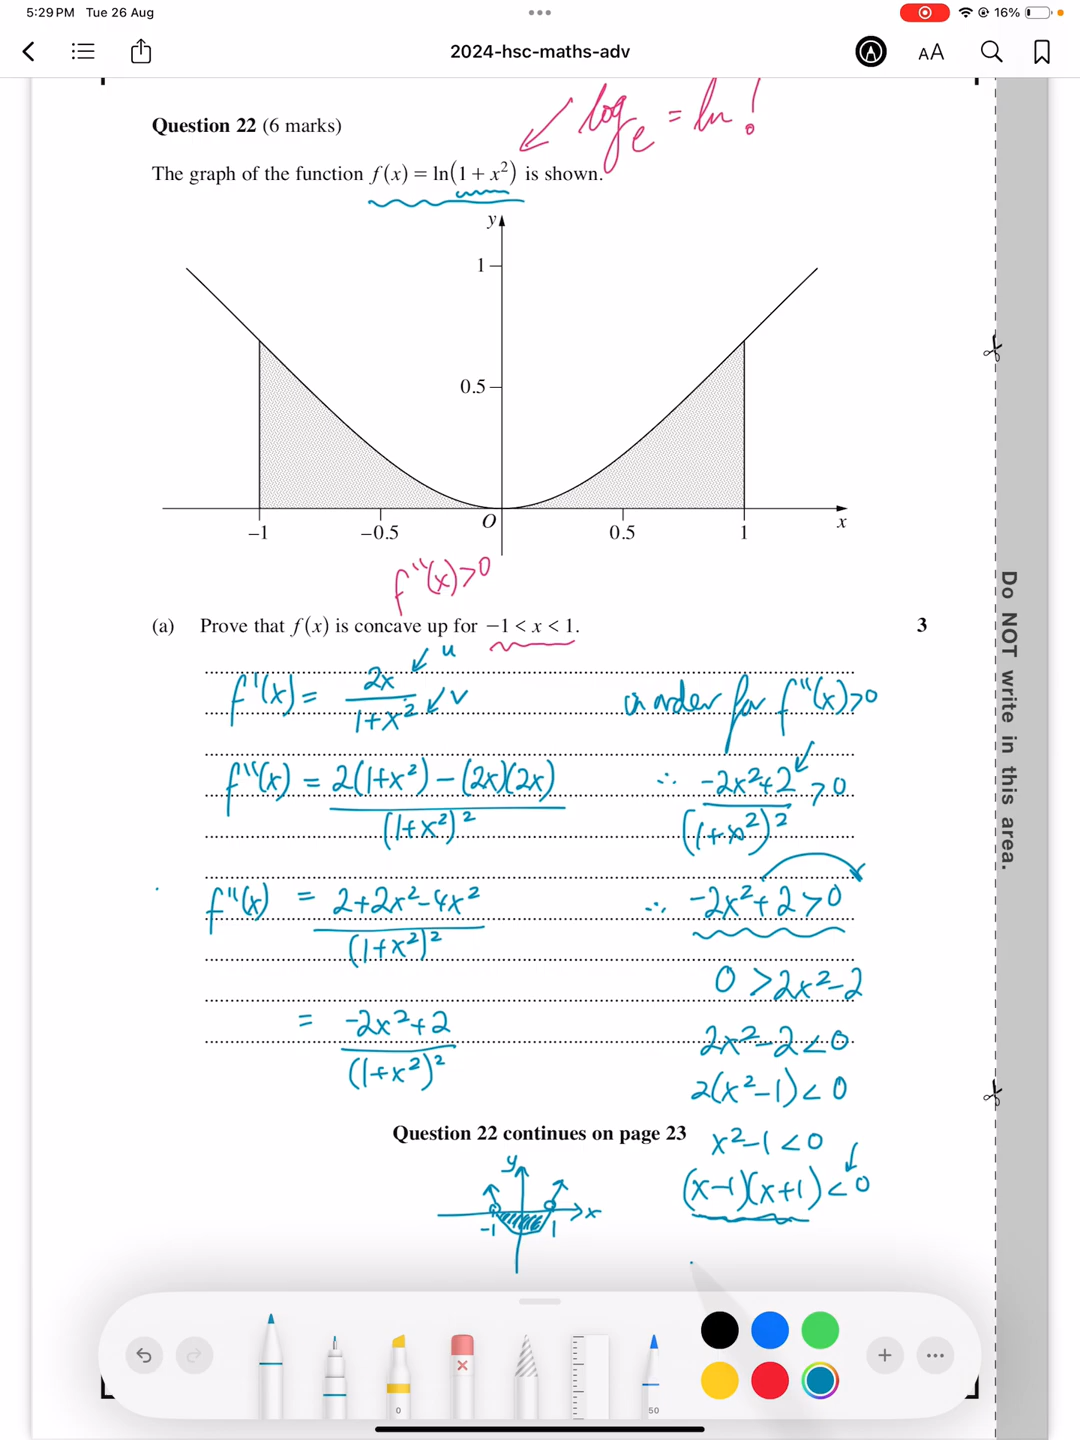 5:29 PM Tue 26 Aug
16%
2024-hsc-maths-adv
AA
log_e = ln!
Question 22 (6 marks)
The graph of the function f(x) = ln(1 + x²) is shown.
y
1
0.5
-1 -0.5 O 0.5 1 x
f''(x)>0
(a) Prove that f(x) is concave up for −1 < x < 1. 3
f'(x) = 2x/(1+x²)
u
v
f''(x) = (2(1+x²) − (2x)(2x))/(1+x²)²
f''(x) = (2+2x²−4x²)/(1+x²)²
= (−2x²+2)/(1+x²)²
in order for f''(x)>0
∴ (−2x²+2)/(1+x²)² > 0
∴ −2x²+2>0
0 > 2x²−2
2x²−2<0
2(x²−1)<0
x²−1<0
(x−1)(x+1)<0
Question 22 continues on page 23
y
x
-1 1
Do NOT write in this area.
0
50